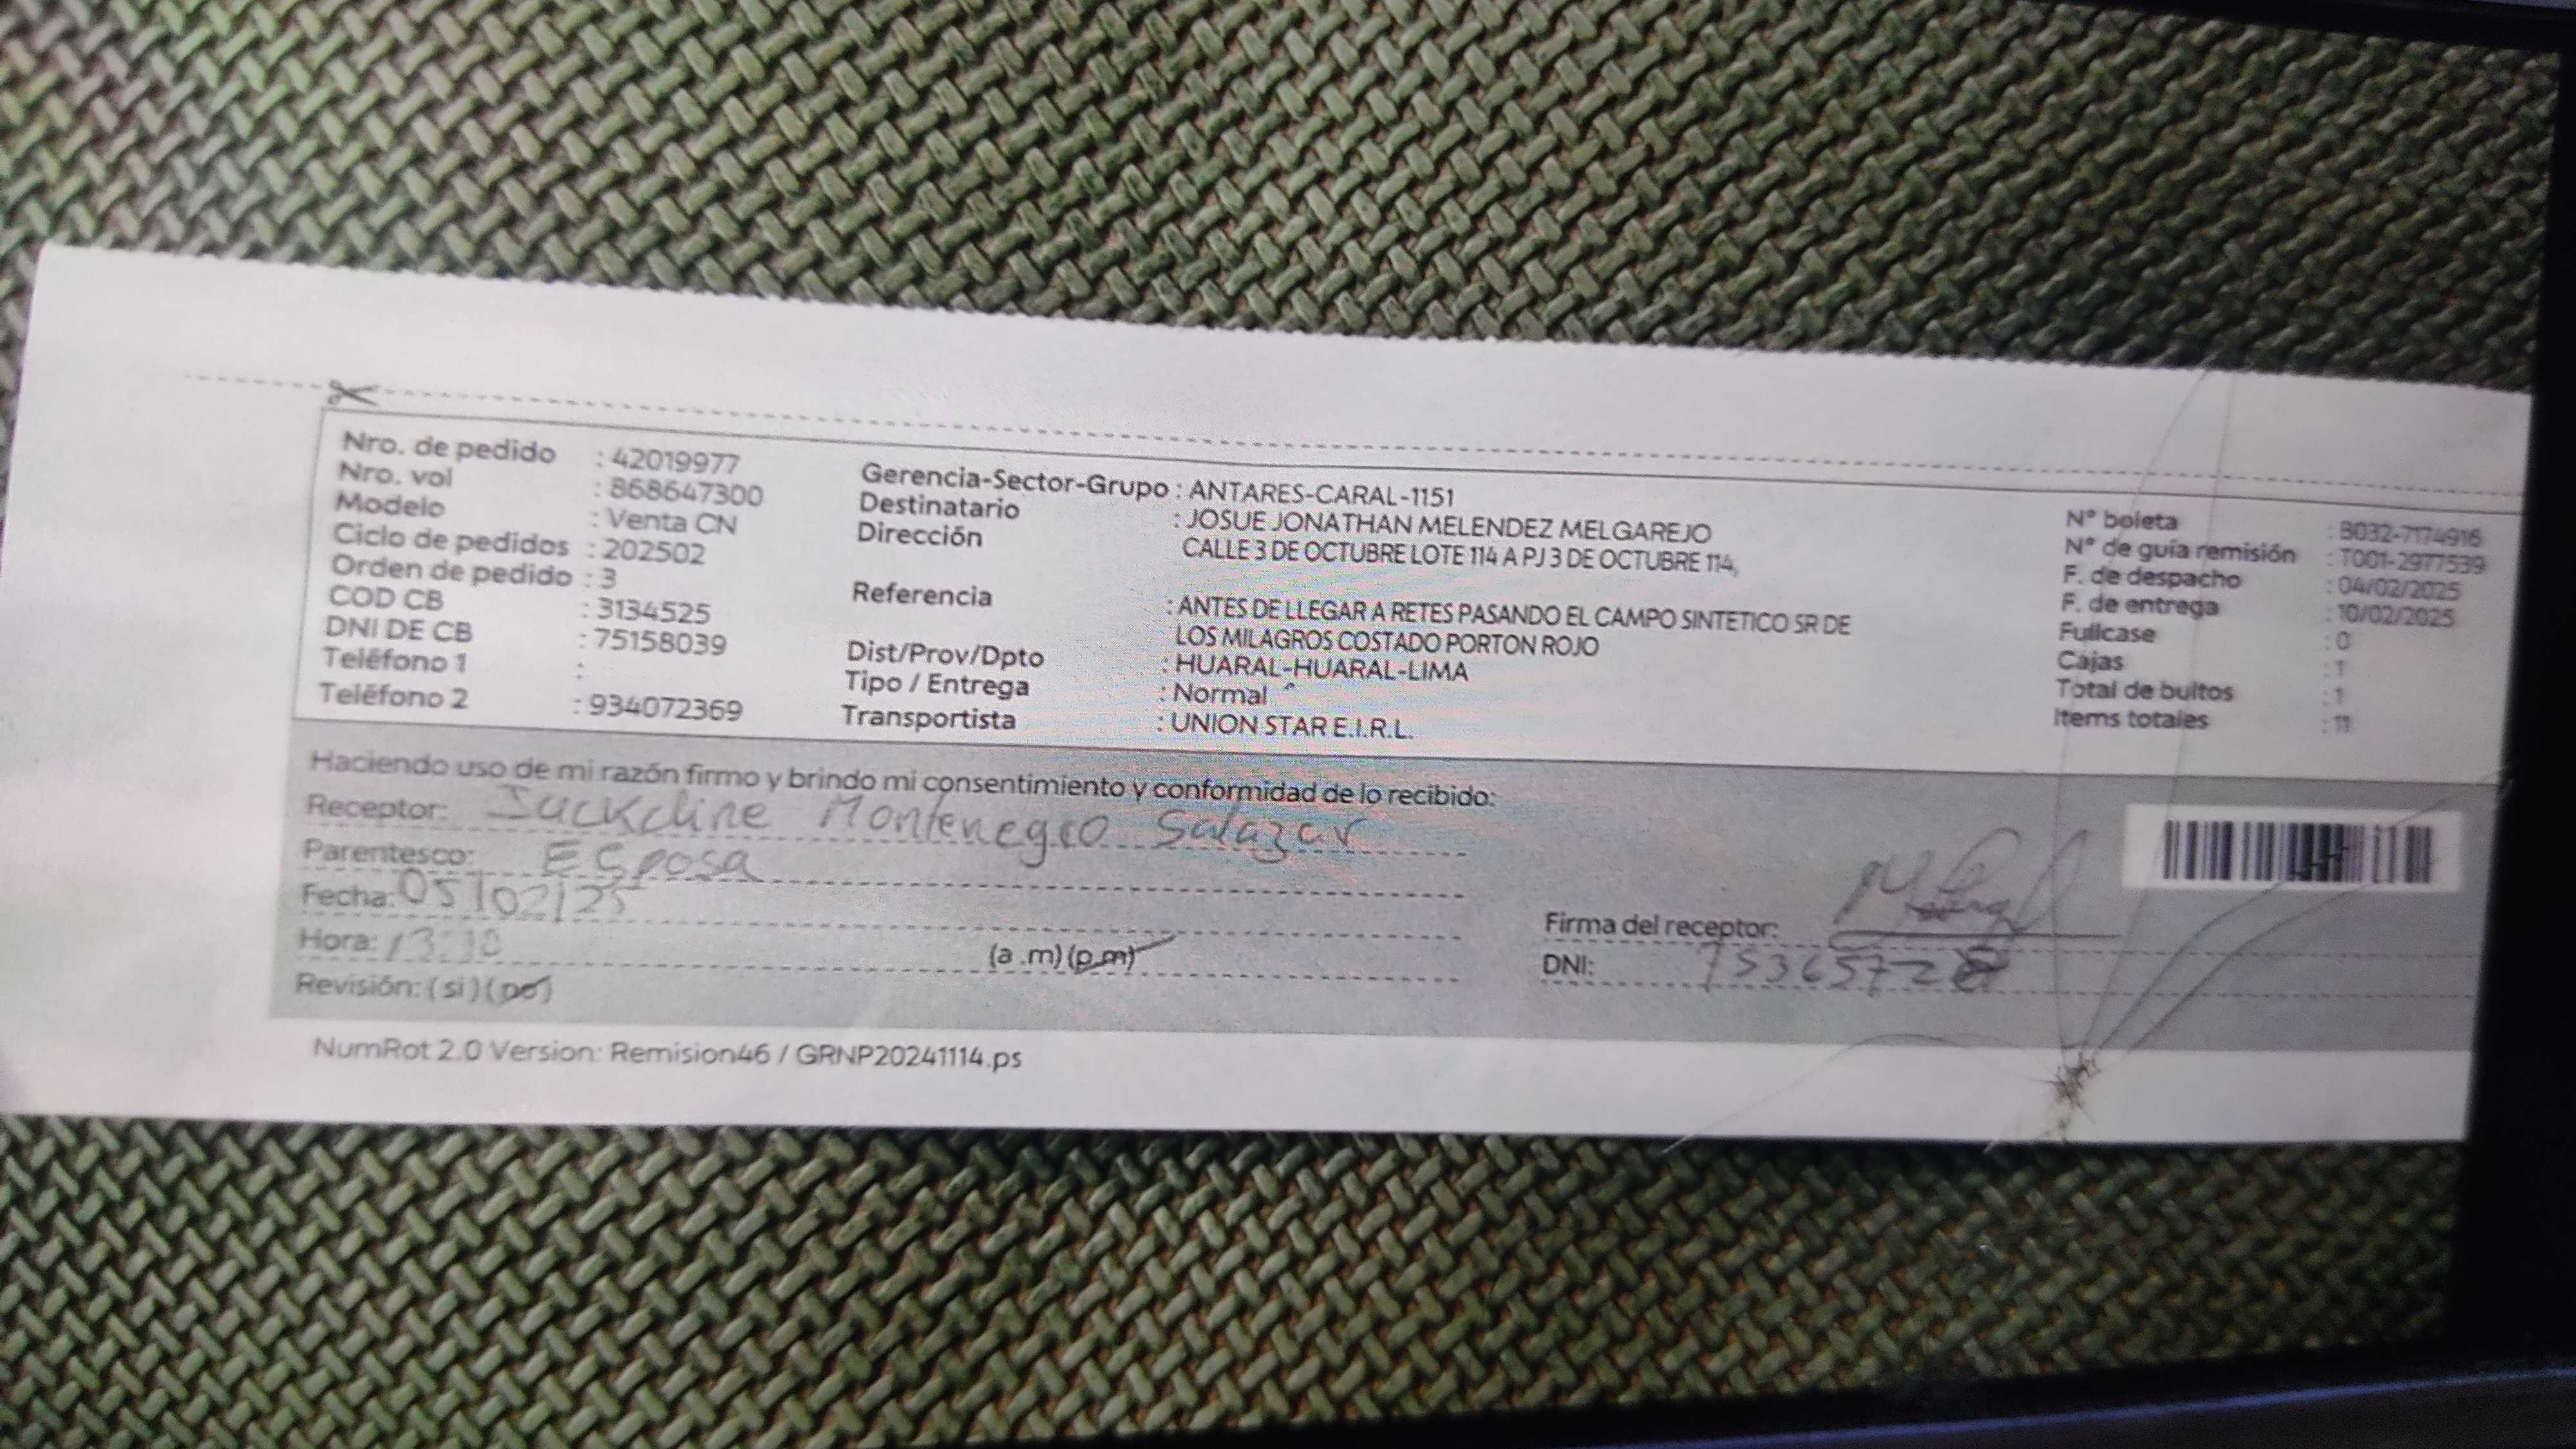 Nro. de pedido : 42019977
Nro. vol : 868647300
Modelo : Venta CN
Ciclo de pedidos : 202502
Orden de pedido : 3
COD CB : 3134525
DNI DE CB : 75158039
Teléfono 1 :
Teléfono 2 : 934072369
Gerencia-Sector-Grupo : ANTARES-CARAL-1151
Destinatario : JOSUE JONATHAN MELENDEZ MELGAREJO
Dirección CALLE 3 DE OCTUBRE LOTE 114 A PJ 3 DE OCTUBRE 114,
Referencia : ANTES DE LLEGAR A RETES PASANDO EL CAMPO SINTETICO SR DE
LOS MILAGROS COSTADO PORTON ROJO
Dist/Prov/Dpto : HUARAL-HUARAL-LIMA
Tipo / Entrega : Normal
Transportista : UNION STAR E.I.R.L.
N° boleta : B032-7174916
N° de guía remisión : T001-2977539
F. de despacho : 04/02/2025
F. de entrega : 10/02/2025
Fullcase : 0
Cajas : 1
Total de bultos : 1
Items totales : 11
Haciendo uso de mi razón firmo y brindo mi consentimiento y conformidad de lo recibido:
Receptor: Jackeline Montenegro Salazar
Parentesco: Esposa
Fecha: 05/02/25
Hora: 13:10 (a .m) (p.m)
Revisión: (si) (no)
Firma del receptor:
DNI:
NumRot 2.0 Version: Remision46 / GRNP20241114.ps